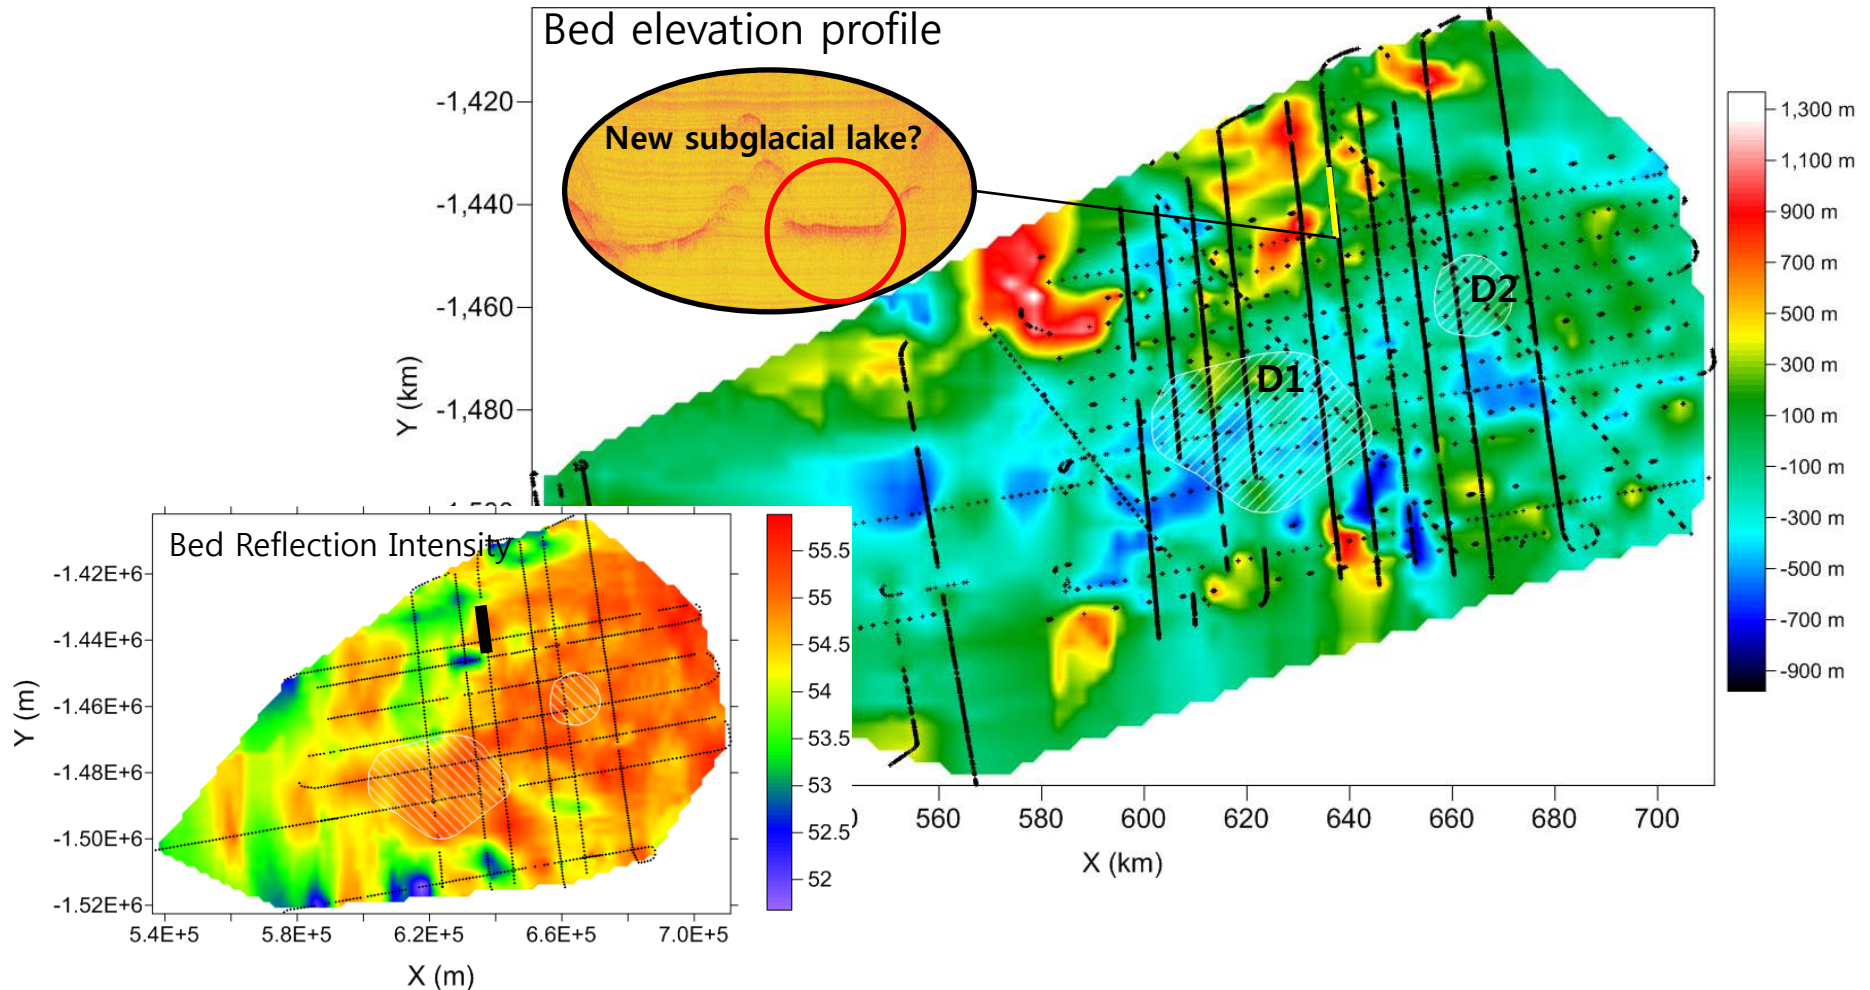 Bed elevation profile
New subglacial lake?
-1,420
-1,440
-1,460
-1,480
Y (km)
D1
D2
1,300 m
1,100 m
900 m
700 m
500 m
300 m
100 m
-100 m
-300 m
-500 m
-700 m
-900 m
560
580
600
620
640
660
680
700
X (km)
Bed Reflection Intensity
-1.42E+6
-1.44E+6
-1.46E+6
-1.48E+6
-1.50E+6
-1.52E+6
Y (m)
5.4E+5
5.8E+5
6.2E+5
6.6E+5
7.0E+5
X (m)
55.5
55
54.5
54
53.5
53
52.5
52